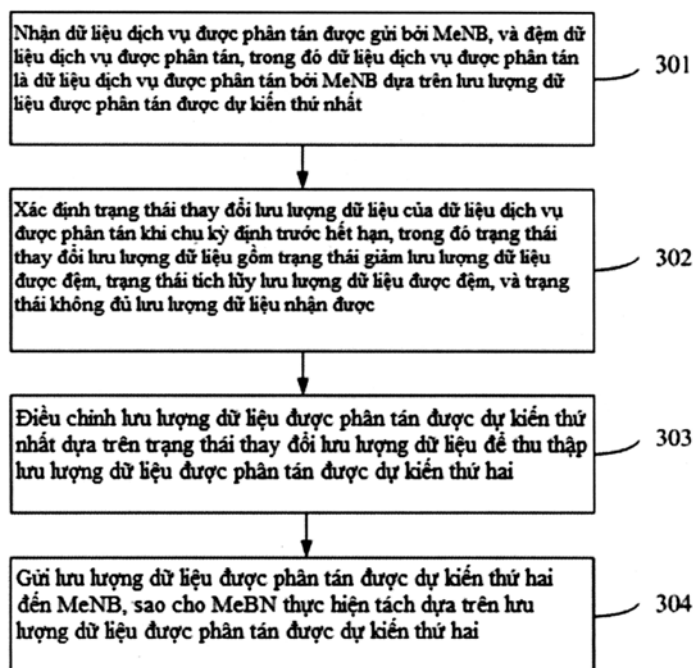 Nhận dữ liệu dịch vụ được phân tán được gửi bởi MeNB, và đệm dữ
liệu dịch vụ được phân tán, trong đó dữ liệu dịch vụ được phân tán
là dữ liệu dịch vụ được phân tán bởi MeNB dựa trên lưu lượng dữ
liệu được phân tán được dự kiến thứ nhất
301
Xác định trạng thái thay đổi lưu lượng dữ liệu của dữ liệu dịch vụ
được phân tán khi chu kỳ định trước hết hạn, trong đó trạng thái
thay đổi lưu lượng dữ liệu gồm trạng thái giảm lưu lượng dữ liệu
được đệm, trạng thái tích lũy lưu lượng dữ liệu được đệm, và trạng
thái không đủ lưu lượng dữ liệu nhận được
302
Điều chỉnh lưu lượng dữ liệu được phân tán được dự kiến thứ
nhất dựa trên trạng thái thay đổi lưu lượng dữ liệu để thu thập
lưu lượng dữ liệu được phân tán được dự kiến thứ hai
303
Gửi lưu lượng dữ liệu được phân tán được dự kiến thứ hai
đến MeNB, sao cho MeBN thực hiện tách dựa trên lưu
lượng dữ liệu được phân tán được dự kiến thứ hai
304